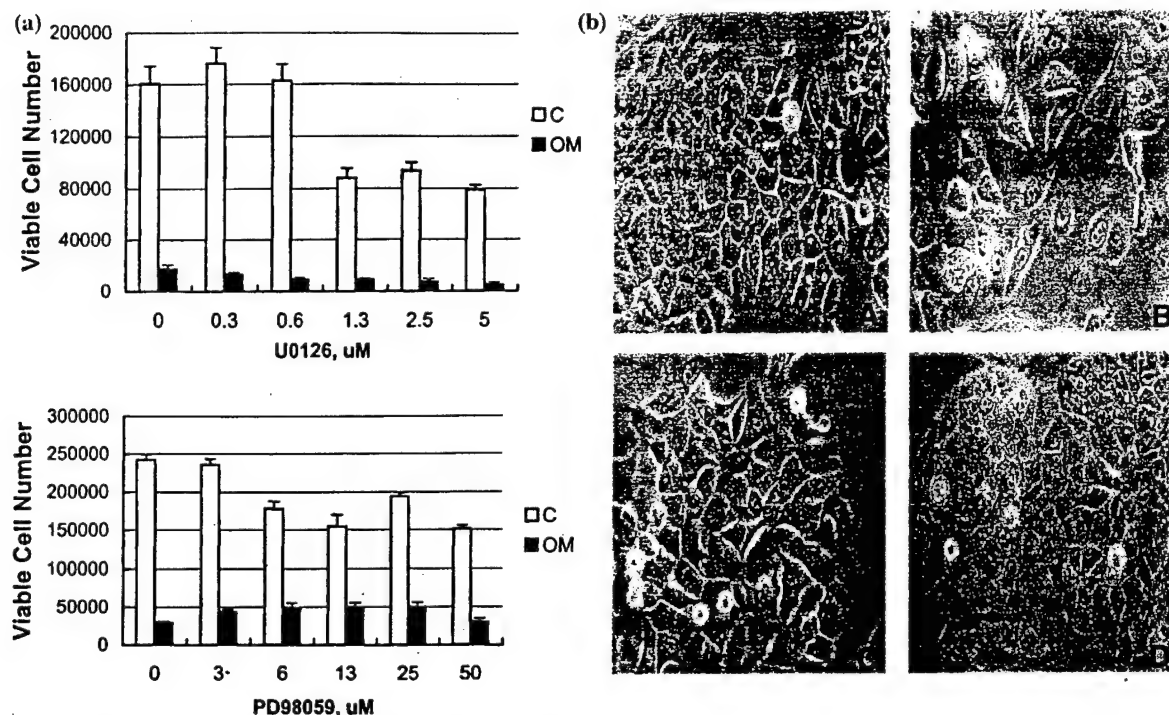 (a)
200000
160000
120000
80000
40000
0
Viable Cell Number
C
OM
0 0.3 0.6 1.3 2.5 5
U0126, uM
300000
250000
200000
150000
100000
50000
0
Viable Cell Number
C
OM
0 3 6 13 25 50
PD98059, uM
(b)
A
B
D